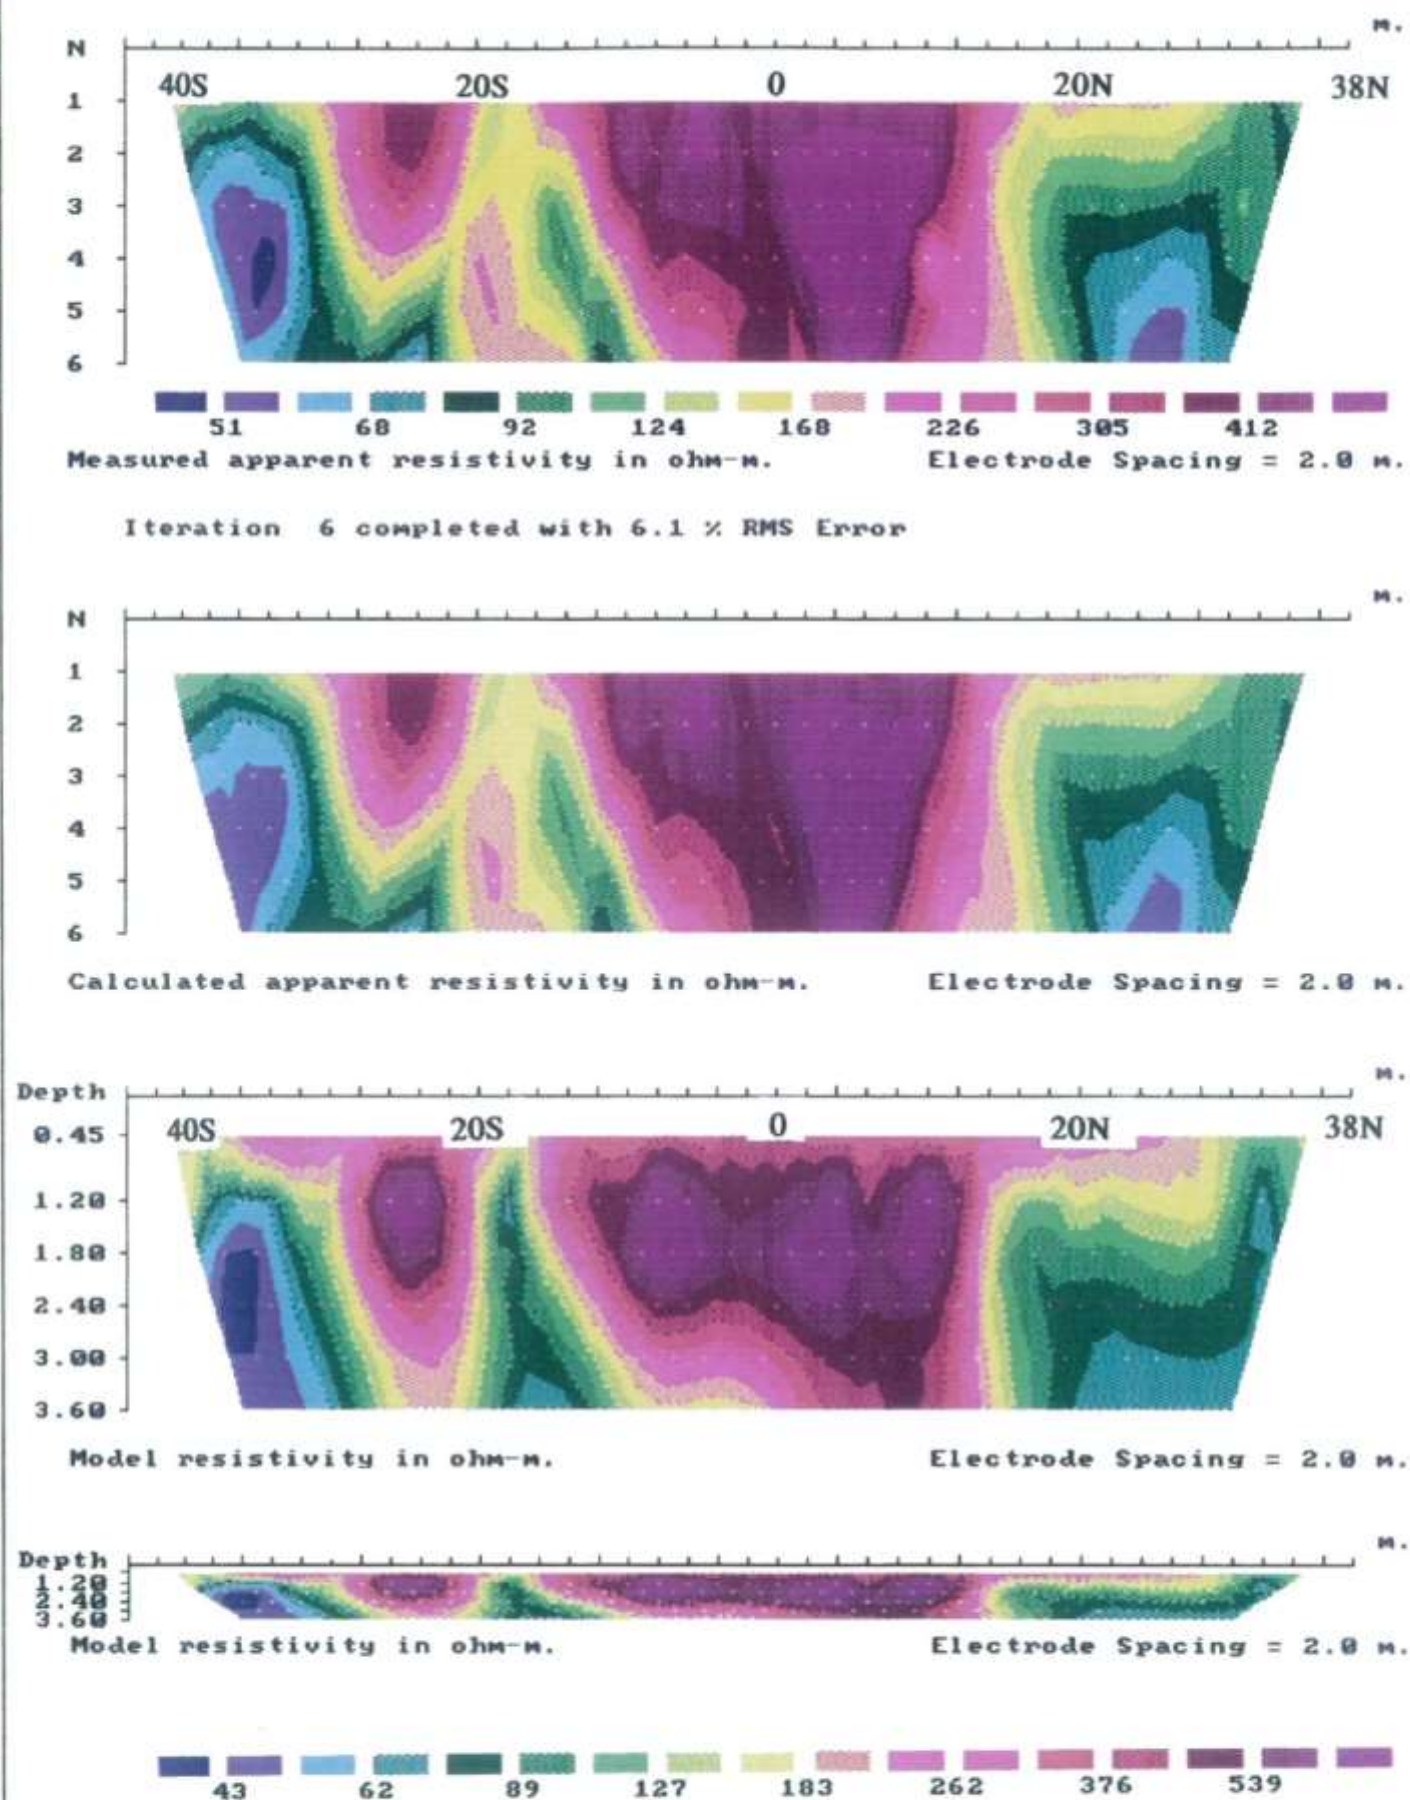 m.
N
40S 20S 0 20N 38N
1
2
3
4
5
6
51 68 92 124 168 226 305 412
Measured apparent resistivity in ohm-m. Electrode Spacing = 2.0 m.
Iteration 6 completed with 6.1 % RMS Error
m.
N
1
2
3
4
5
6
Calculated apparent resistivity in ohm-m. Electrode Spacing = 2.0 m.
m.
Depth
40S 20S 0 20N 38N
0.45
1.20
1.80
2.40
3.00
3.60
Model resistivity in ohm-m. Electrode Spacing = 2.0 m.
m.
Depth
1.20
2.40
3.60
Model resistivity in ohm-m. Electrode Spacing = 2.0 m.
43 62 89 127 183 262 376 539